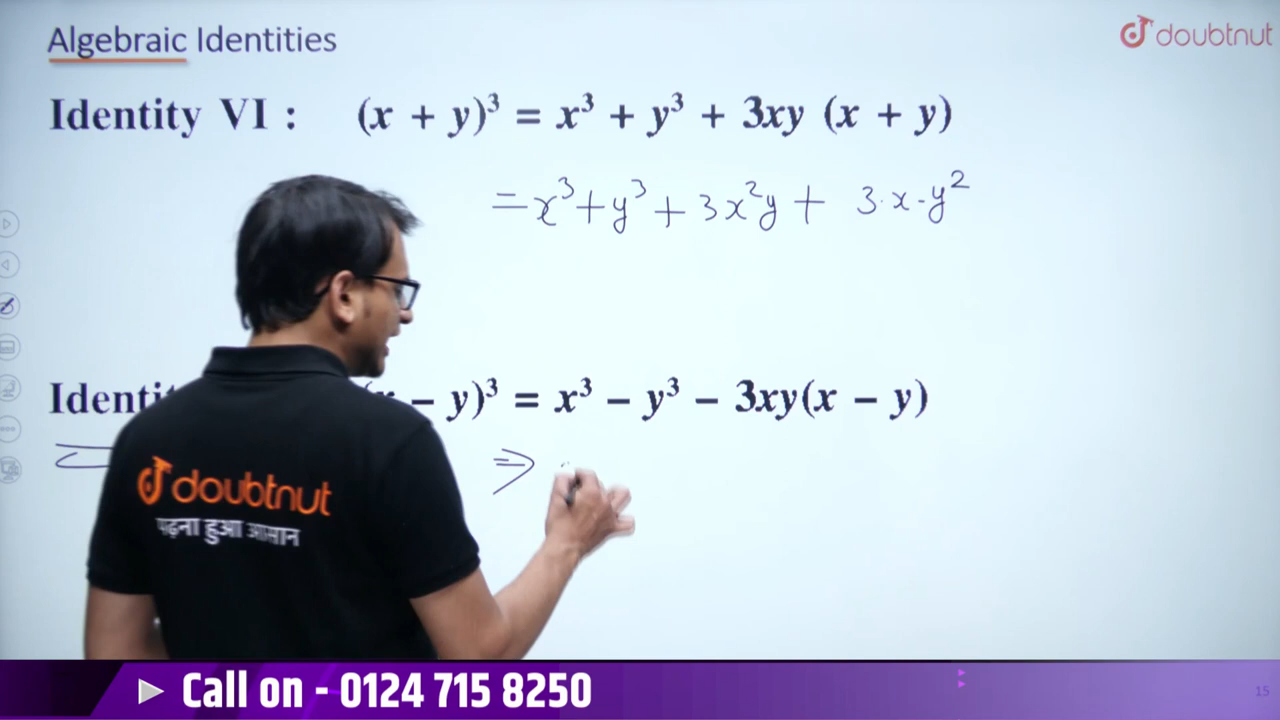 Algebraic Identities
doubtnut
Identity VI : (x + y)³ = x³ + y³ + 3xy (x + y)
= x³ + y³ + 3x²y + 3·x·y²
– y)³ = x³ – y³ – 3xy(x – y)
⇒
doubtnut
पढ़ना हुआ आसान
Call on - 0124 715 8250
15